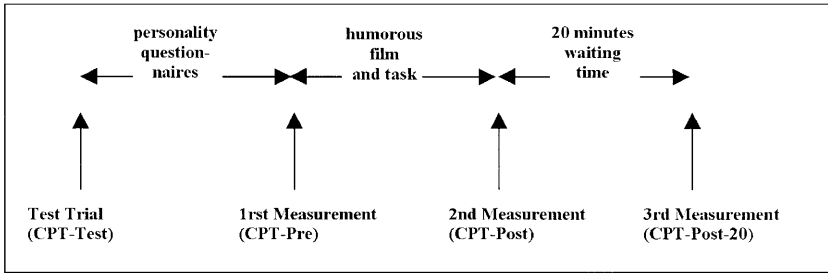 personality
question-
naires
humorous
film
and task
20 minutes
waiting
time
Test Trial
(CPT-Test)
1rst Measurement
(CPT-Pre)
2nd Measurement
(CPT-Post)
3rd Measurement
(CPT-Post-20)